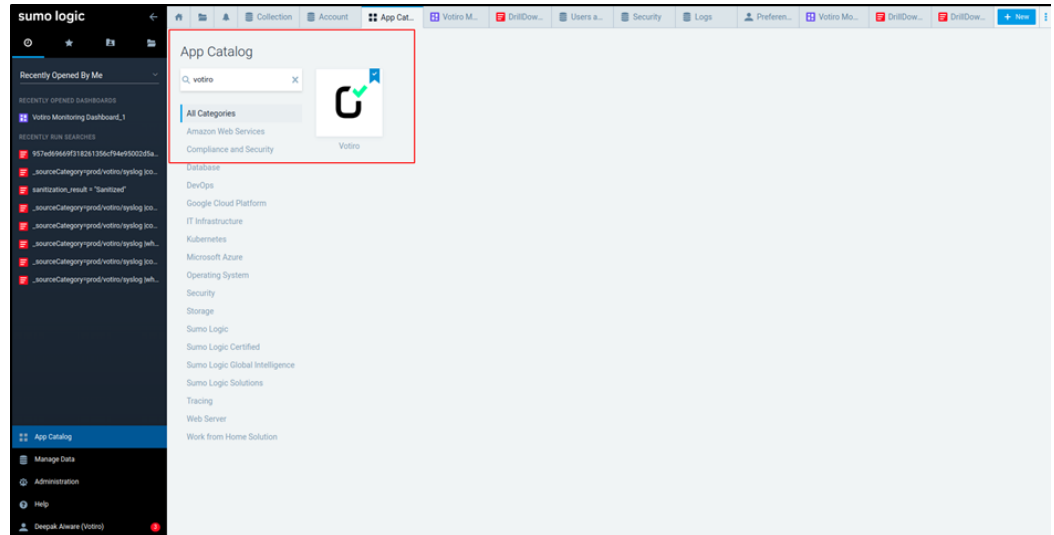 sumo logic
Collection
Account
App Cat...
Votiro M...
DrillDow...
Users a...
Security
Logs
Preferen...
Votiro Mo...
DrillDow...
DrillDow...
+ New
Recently Opened By Me
RECENTLY OPENED DASHBOARDS
Votiro Monitoring Dashboard_1
RECENTLY RUN SEARCHES
957ed69669f318261356cf94e95002d5a...
_sourceCategory=prod/votiro/syslog |co...
sanitization_result = "Sanitized"
_sourceCategory=prod/votiro/syslog |co...
_sourceCategory=prod/votiro/syslog |co...
_sourceCategory=prod/votiro/syslog |wh...
_sourceCategory=prod/votiro/syslog |co...
_sourceCategory=prod/votiro/syslog |wh...
App Catalog
Manage Data
Administration
Help
Deepak Aiware (Votiro)
2
App Catalog
votiro
All Categories
Amazon Web Services
Compliance and Security
Database
DevOps
Google Cloud Platform
IT Infrastructure
Kubernetes
Microsoft Azure
Operating System
Security
Storage
Sumo Logic
Sumo Logic Certified
Sumo Logic Global Intelligence
Sumo Logic Solutions
Tracing
Web Server
Work from Home Solution
Votiro